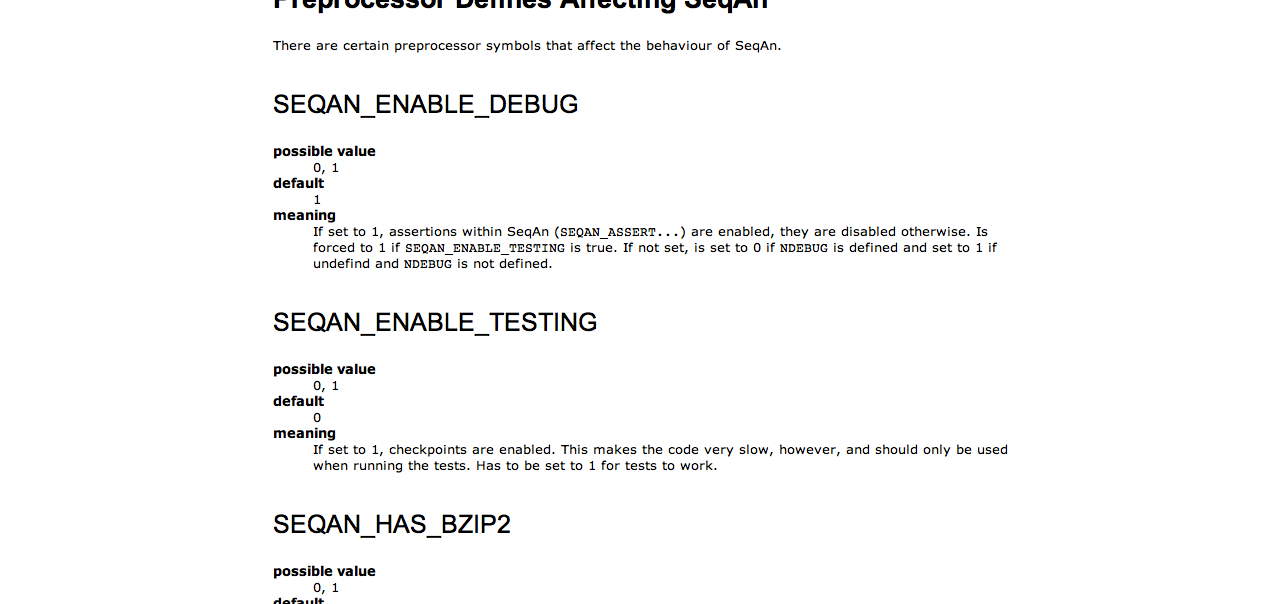 Preprocessor Defines Affecting SeqAn
There are certain preprocessor symbols that affect the behaviour of SeqAn.
SEQAN_ENABLE_DEBUG
possible value
0, 1
default
1
meaning
If set to 1, assertions within SeqAn (SEQAN_ASSERT...) are enabled, they are disabled otherwise. Is
forced to 1 if SEQAN_ENABLE_TESTING is true. If not set, is set to 0 if NDEBUG is defined and set to 1 if
undefind and NDEBUG is not defined.
SEQAN_ENABLE_TESTING
possible value
0, 1
default
0
meaning
If set to 1, checkpoints are enabled. This makes the code very slow, however, and should only be used
when running the tests. Has to be set to 1 for tests to work.
SEQAN_HAS_BZIP2
possible value
0, 1
default